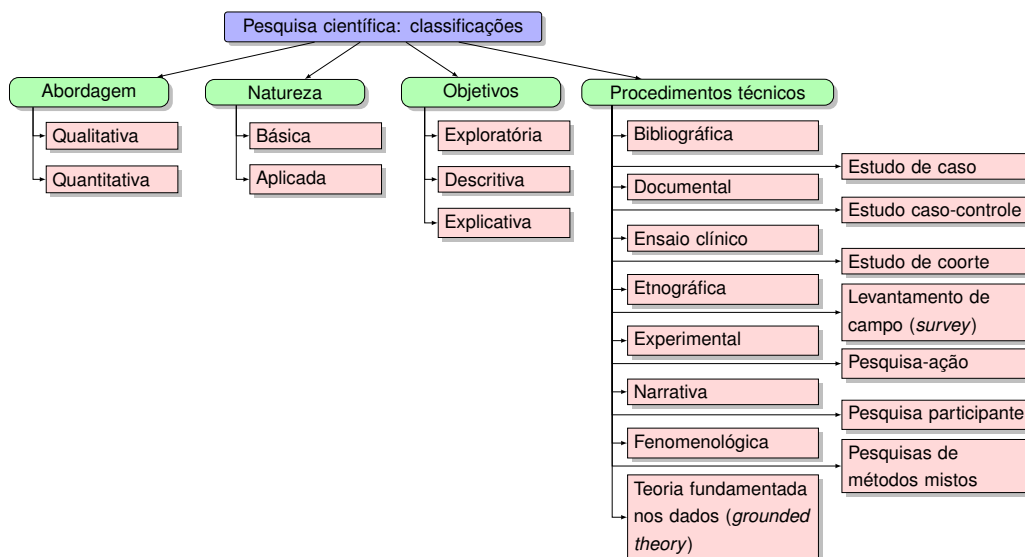 Pesquisa científica: classificações
Abordagem
Qualitativa
Quantitativa
Natureza
Básica
Aplicada
Objetivos
Exploratória
Descritiva
Explicativa
Procedimentos técnicos
Bibliográfica
Estudo de caso
Documental
Estudo caso-controle
Ensaio clínico
Estudo de coorte
Etnográfica
Levantamento de
campo (survey)
Experimental
Pesquisa-ação
Narrativa
Pesquisa participante
Fenomenológica
Pesquisas de
métodos mistos
Teoria fundamentada
nos dados (grounded
theory)